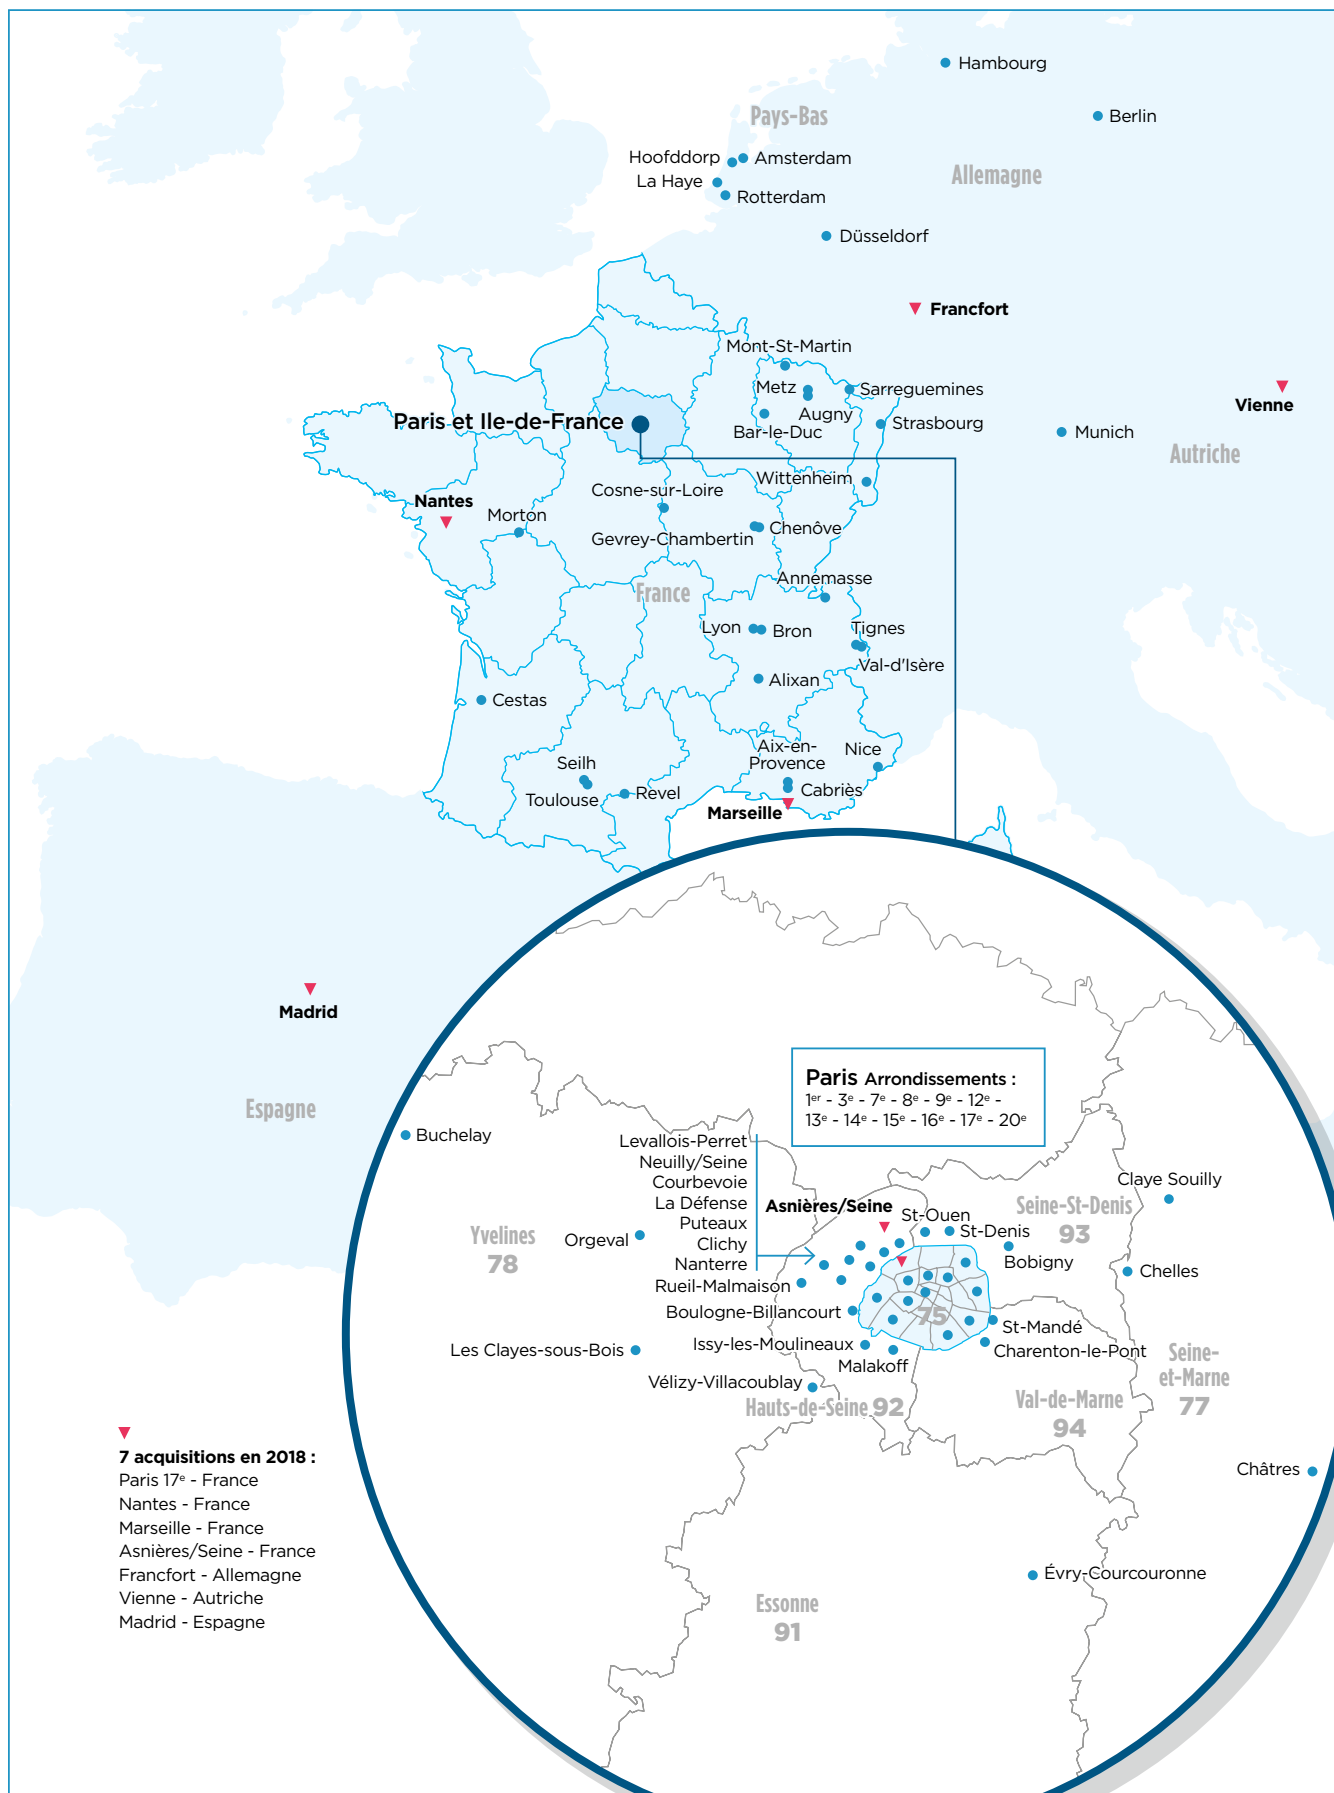 Hambourg
Berlin
Pays-Bas
Hoofddorp
Amsterdam
La Haye
Rotterdam
Allemagne
Düsseldorf
Francfort
Mont-St-Martin
Metz
Sarreguemines
Augny
Bar-le-Duc
Strasbourg
Vienne
Munich
Autriche
Paris et Ile-de-France
Wittenheim
Cosne-sur-Loire
Nantes
Morton
Chenôve
Gevrey-Chambertin
Annemasse
France
Lyon
Bron
Tignes
Val-d'Isère
Alixan
Cestas
Aix-en-
Provence
Nice
Seilh
Toulouse
Revel
Cabriès
Marseille
Madrid
Espagne
Paris Arrondissements :
1er - 3e - 7e - 8e - 9e - 12e -
13e - 14e - 15e - 16e - 17e - 20e
Buchelay
Levallois-Perret
Neuilly/Seine
Courbevoie
La Défense
Puteaux
Clichy
Nanterre
Asnières/Seine
St-Ouen
St-Denis
Seine-St-Denis
93
Bobigny
Claye Souilly
Chelles
Yvelines
78
Orgeval
Rueil-Malmaison
Boulogne-Billancourt
75
Issy-les-Moulineaux
St-Mandé
Charenton-le-Pont
Malakoff
Les Clayes-sous-Bois
Vélizy-Villacoublay
Hauts-de-Seine 92
Val-de-Marne
94
Seine-
et-Marne
77
Châtres
Évry-Courcouronne
Essonne
91
7 acquisitions en 2018 :
Paris 17e - France
Nantes - France
Marseille - France
Asnières/Seine - France
Francfort - Allemagne
Vienne - Autriche
Madrid - Espagne